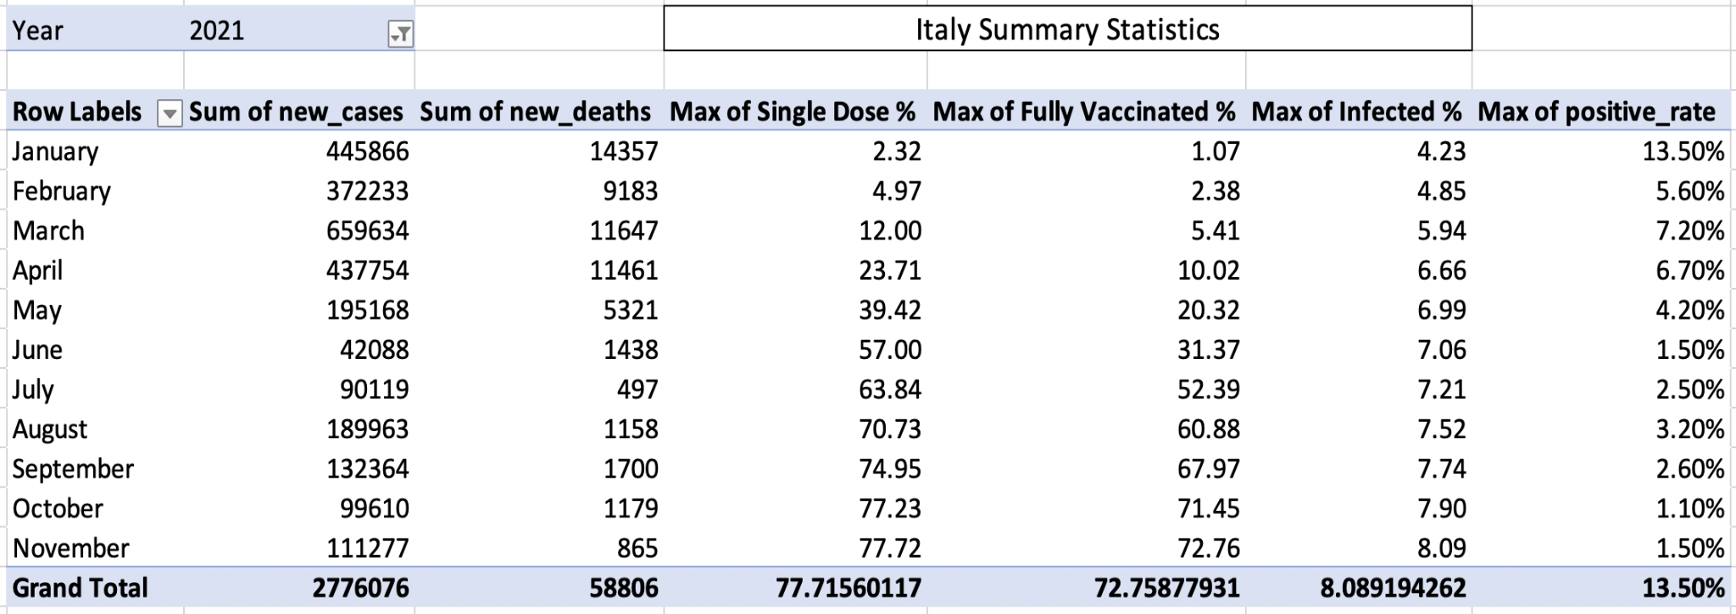 Year 2021 Italy Summary Statistics
Row Labels Sum of new_cases Sum of new_deaths Max of Single Dose % Max of Fully Vaccinated % Max of Infected % Max of positive_rate
January 445866 14357 2.32 1.07 4.23 13.50%
February 372233 9183 4.97 2.38 4.85 5.60%
March 659634 11647 12.00 5.41 5.94 7.20%
April 437754 11461 23.71 10.02 6.66 6.70%
May 195168 5321 39.42 20.32 6.99 4.20%
June 42088 1438 57.00 31.37 7.06 1.50%
July 90119 497 63.84 52.39 7.21 2.50%
August 189963 1158 70.73 60.88 7.52 3.20%
September 132364 1700 74.95 67.97 7.74 2.60%
October 99610 1179 77.23 71.45 7.90 1.10%
November 111277 865 77.72 72.76 8.09 1.50%
Grand Total 2776076 58806 77.71560117 72.75877931 8.089194262 13.50%